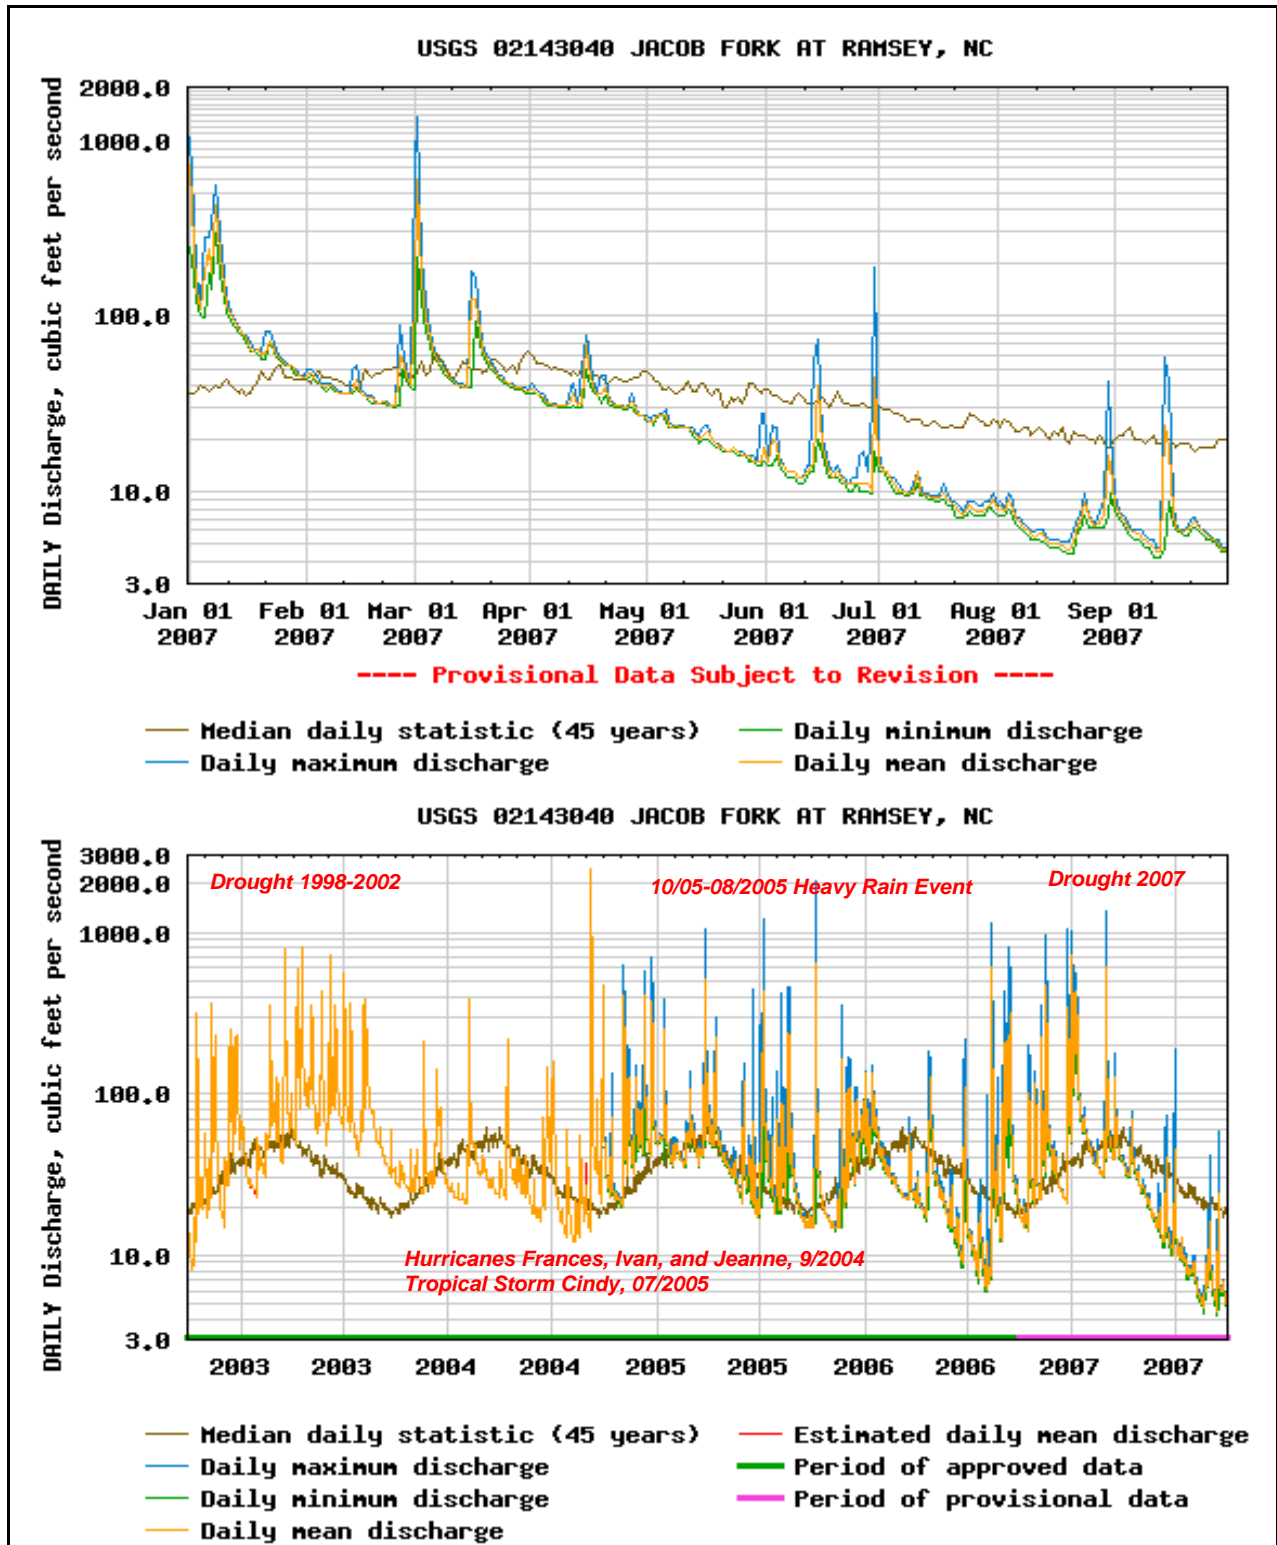 USGS 02143040 JACOB FORK AT RAMSEY, NC
DAILY Discharge, cubic feet per second
2000.0
1000.0
100.0
10.0
3.0
Jan 01 Feb 01 Mar 01 Apr 01 May 01 Jun 01 Jul 01 Aug 01 Sep 01
2007 2007 2007 2007 2007 2007 2007 2007 2007
---- Provisional Data Subject to Revision ----
Median daily statistic (45 years) Daily minimum discharge
Daily maximum discharge Daily mean discharge
USGS 02143040 JACOB FORK AT RAMSEY, NC
DAILY Discharge, cubic feet per second
3000.0
2000.0
1000.0
100.0
10.0
3.0
Drought 1998-2002
10/05-08/2005 Heavy Rain Event
Drought 2007
Hurricanes Frances, Ivan, and Jeanne, 9/2004
Tropical Storm Cindy, 07/2005
2003 2003 2004 2004 2005 2005 2006 2006 2007 2007
Median daily statistic (45 years) Estimated daily mean discharge
Daily maximum discharge Period of approved data
Daily minimum discharge Period of provisional data
Daily mean discharge